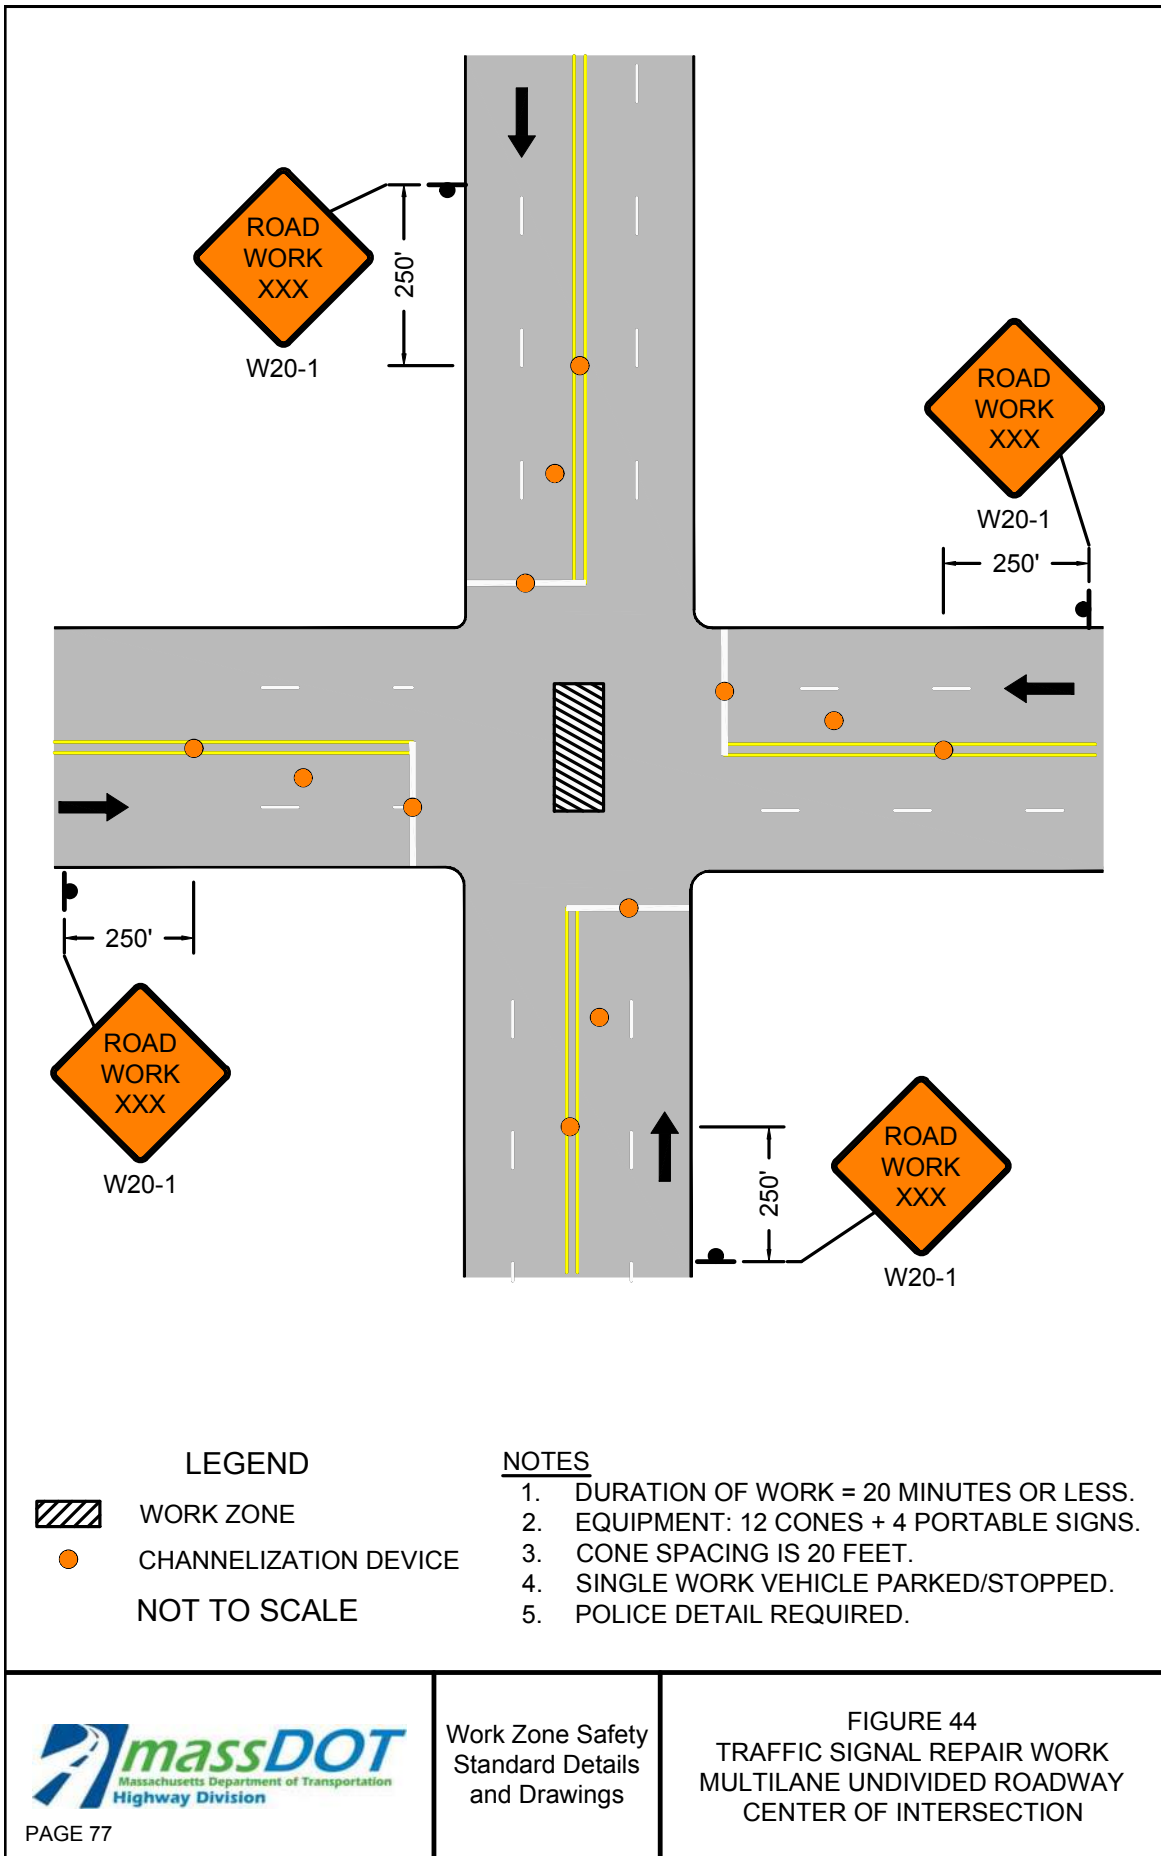 ROAD
WORK
XXX
W20-1
250'
ROAD
WORK
XXX
W20-1
250'
250'
ROAD
WORK
XXX
W20-1
250'
ROAD
WORK
XXX
W20-1
LEGEND
WORK ZONE
CHANNELIZATION DEVICE
NOT TO SCALE
NOTES
1. DURATION OF WORK = 20 MINUTES OR LESS.
2. EQUIPMENT: 12 CONES + 4 PORTABLE SIGNS.
3. CONE SPACING IS 20 FEET.
4. SINGLE WORK VEHICLE PARKED/STOPPED.
5. POLICE DETAIL REQUIRED.
massDOT
Massachusetts Department of Transportation
Highway Division
PAGE 77
Work Zone Safety
Standard Details
and Drawings
FIGURE 44
TRAFFIC SIGNAL REPAIR WORK
MULTILANE UNDIVIDED ROADWAY
CENTER OF INTERSECTION